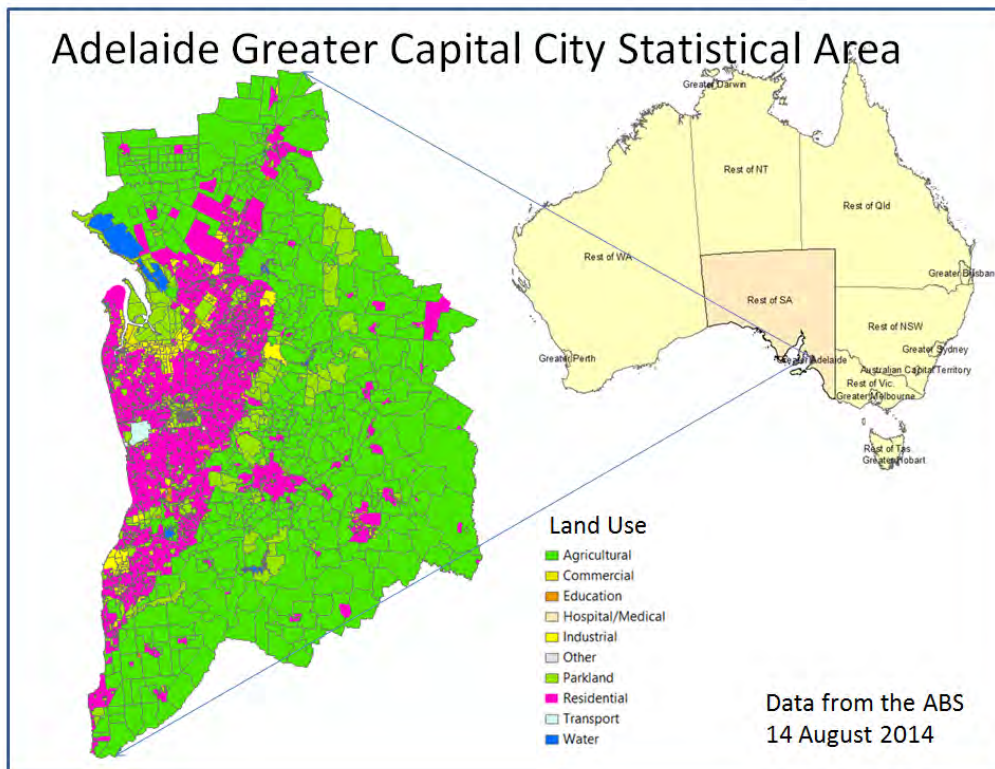 Adelaide Greater Capital City Statistical Area
Greater Darwin
Rest of NT
Rest of Qld
Rest of WA
Greater Brisban
Rest of SA
Rest of NSW
Greater Perth
Greater Sydney
Greater Adelaide
Australian Capital Territory
Rest of Vic.
Greater Melbourne
Rest of Tas.
Greater Hobart
Land Use
Agricultural
Commercial
Education
Hospital/Medical
Industrial
Other
Parkland
Residential
Transport
Water
Data from the ABS
14 August 2014